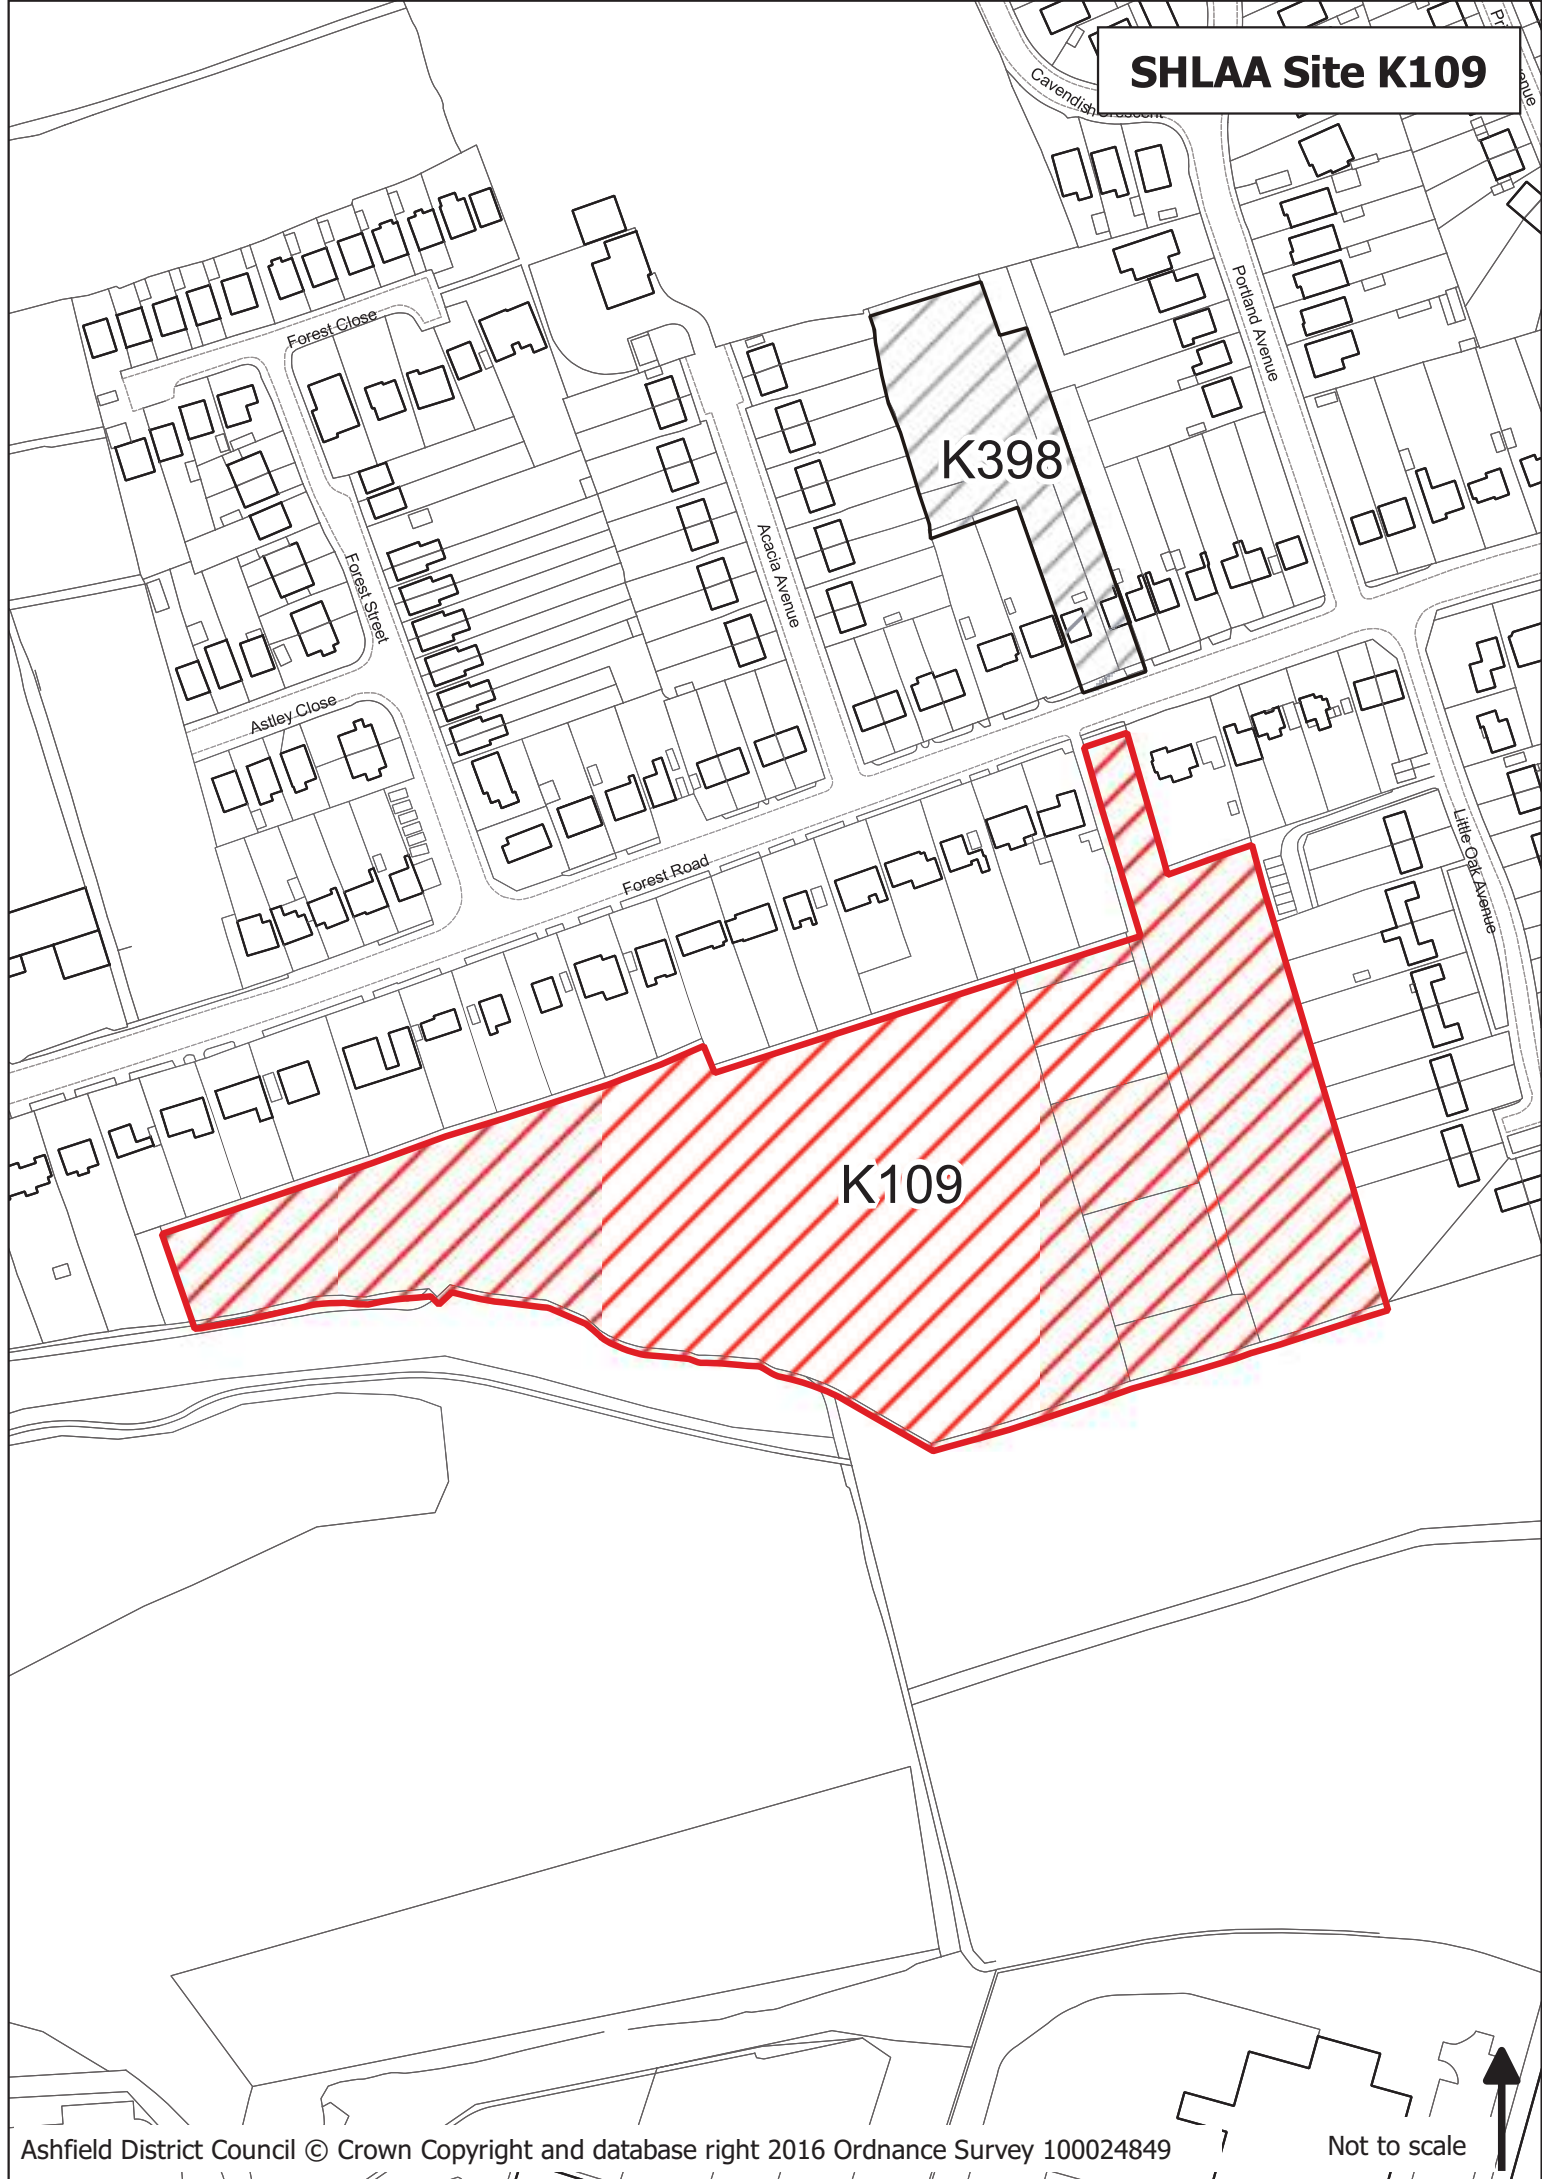 SHLAA Site K109
Cavendish Crescent
Portland Avenue
Forest Close
K398
Acacia Avenue
Forest Street
Astley Close
Little Oak Avenue
Forest Road
K109
Ashfield District Council © Crown Copyright and database right 2016 Ordnance Survey 100024849
Not to scale